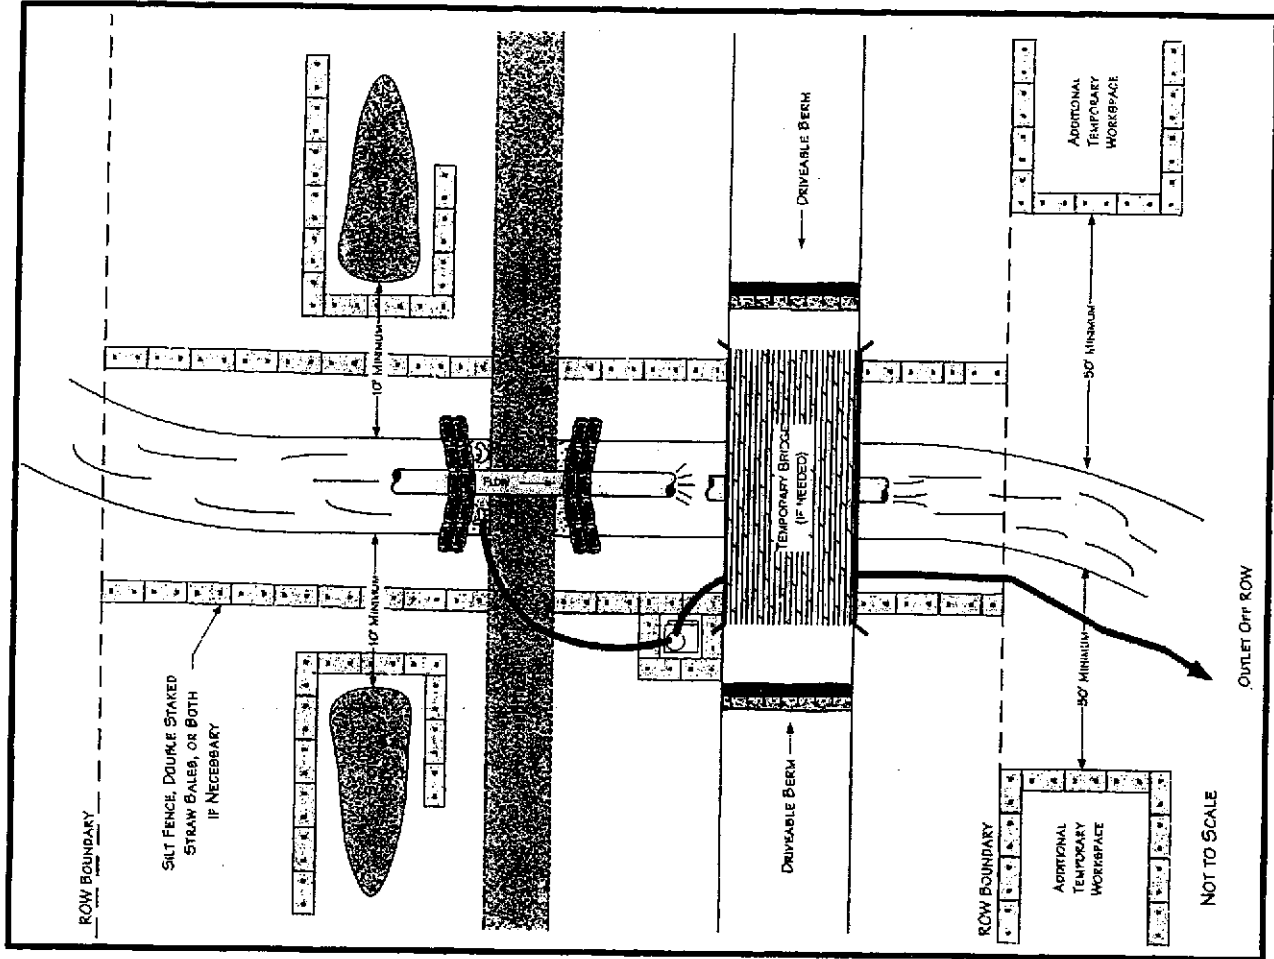 ROW BOUNDARY
SILT FENCE, DOUBLE STAKED
STRAW BALES, OR BOTH
IF NECESSARY
10' MINIMUM
10' MINIMUM
FLOW
DRIVEABLE BERM
TEMPORARY BRIDGE
(IF NEEDED)
DRIVEABLE BERM
ROW BOUNDARY
ADDITIONAL
TEMPORARY
WORKSPACE
50' MINIMUM
50' MINIMUM
ADDITIONAL
TEMPORARY
WORKSPACE
NOT TO SCALE
OUTLET OFF ROW